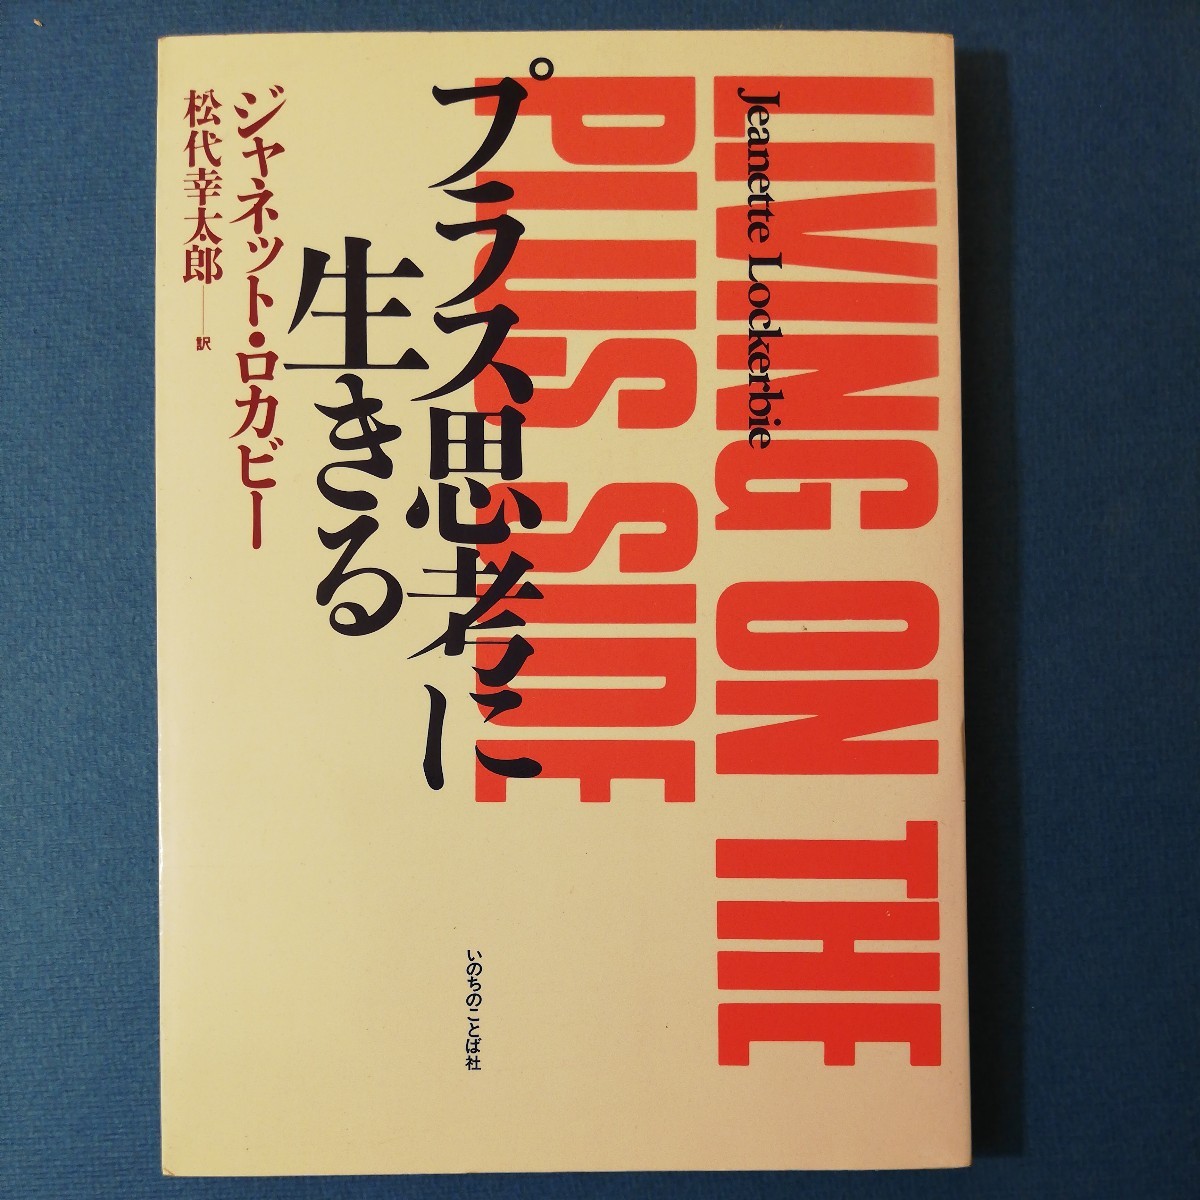 LIVING ON THE
PLUS SIDE
Jeanette Lockerbie
プラス思考に
生きる
ジャネット・ロカビー
松代幸太郎——訳
いのちのことば社